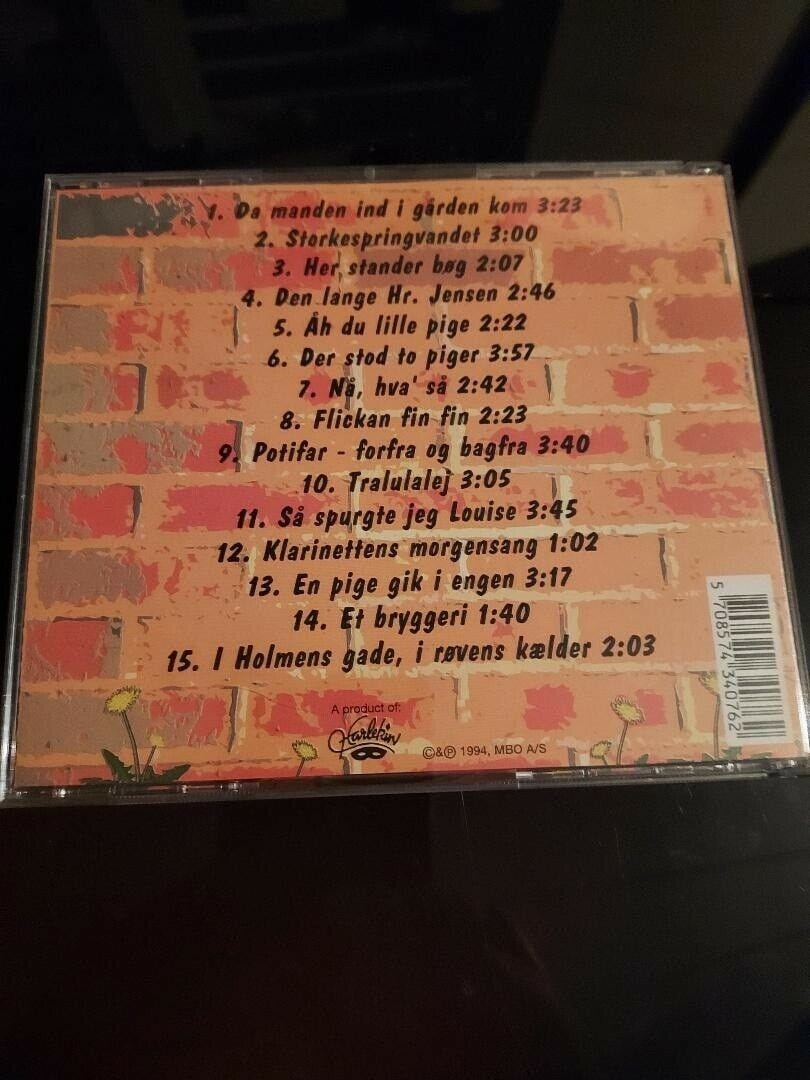 1. Da manden ind i gården kom 3:23
2. Storkespringvandet 3:00
3. Her stander bøg 2:07
4. Den lange Hr. Jensen 2:46
5. Åh du lille pige 2:22
6. Der stod to piger 3:57
7. Nå, hva' så 2:42
8. Flickan fin fin 2:23
9. Potifar - forfra og bagfra 3:40
10. Tralulalej 3:05
11. Så spurgte jeg Louise 3:45
12. Klarinettens morgensang 1:02
13. En pige gik i engen 3:17
14. Et bryggeri 1:40
15. I Holmens gade, i røvens kælder 2:03
A product of:
Harlekin
©&℗ 1994, MBO A/S
5 708574 340762